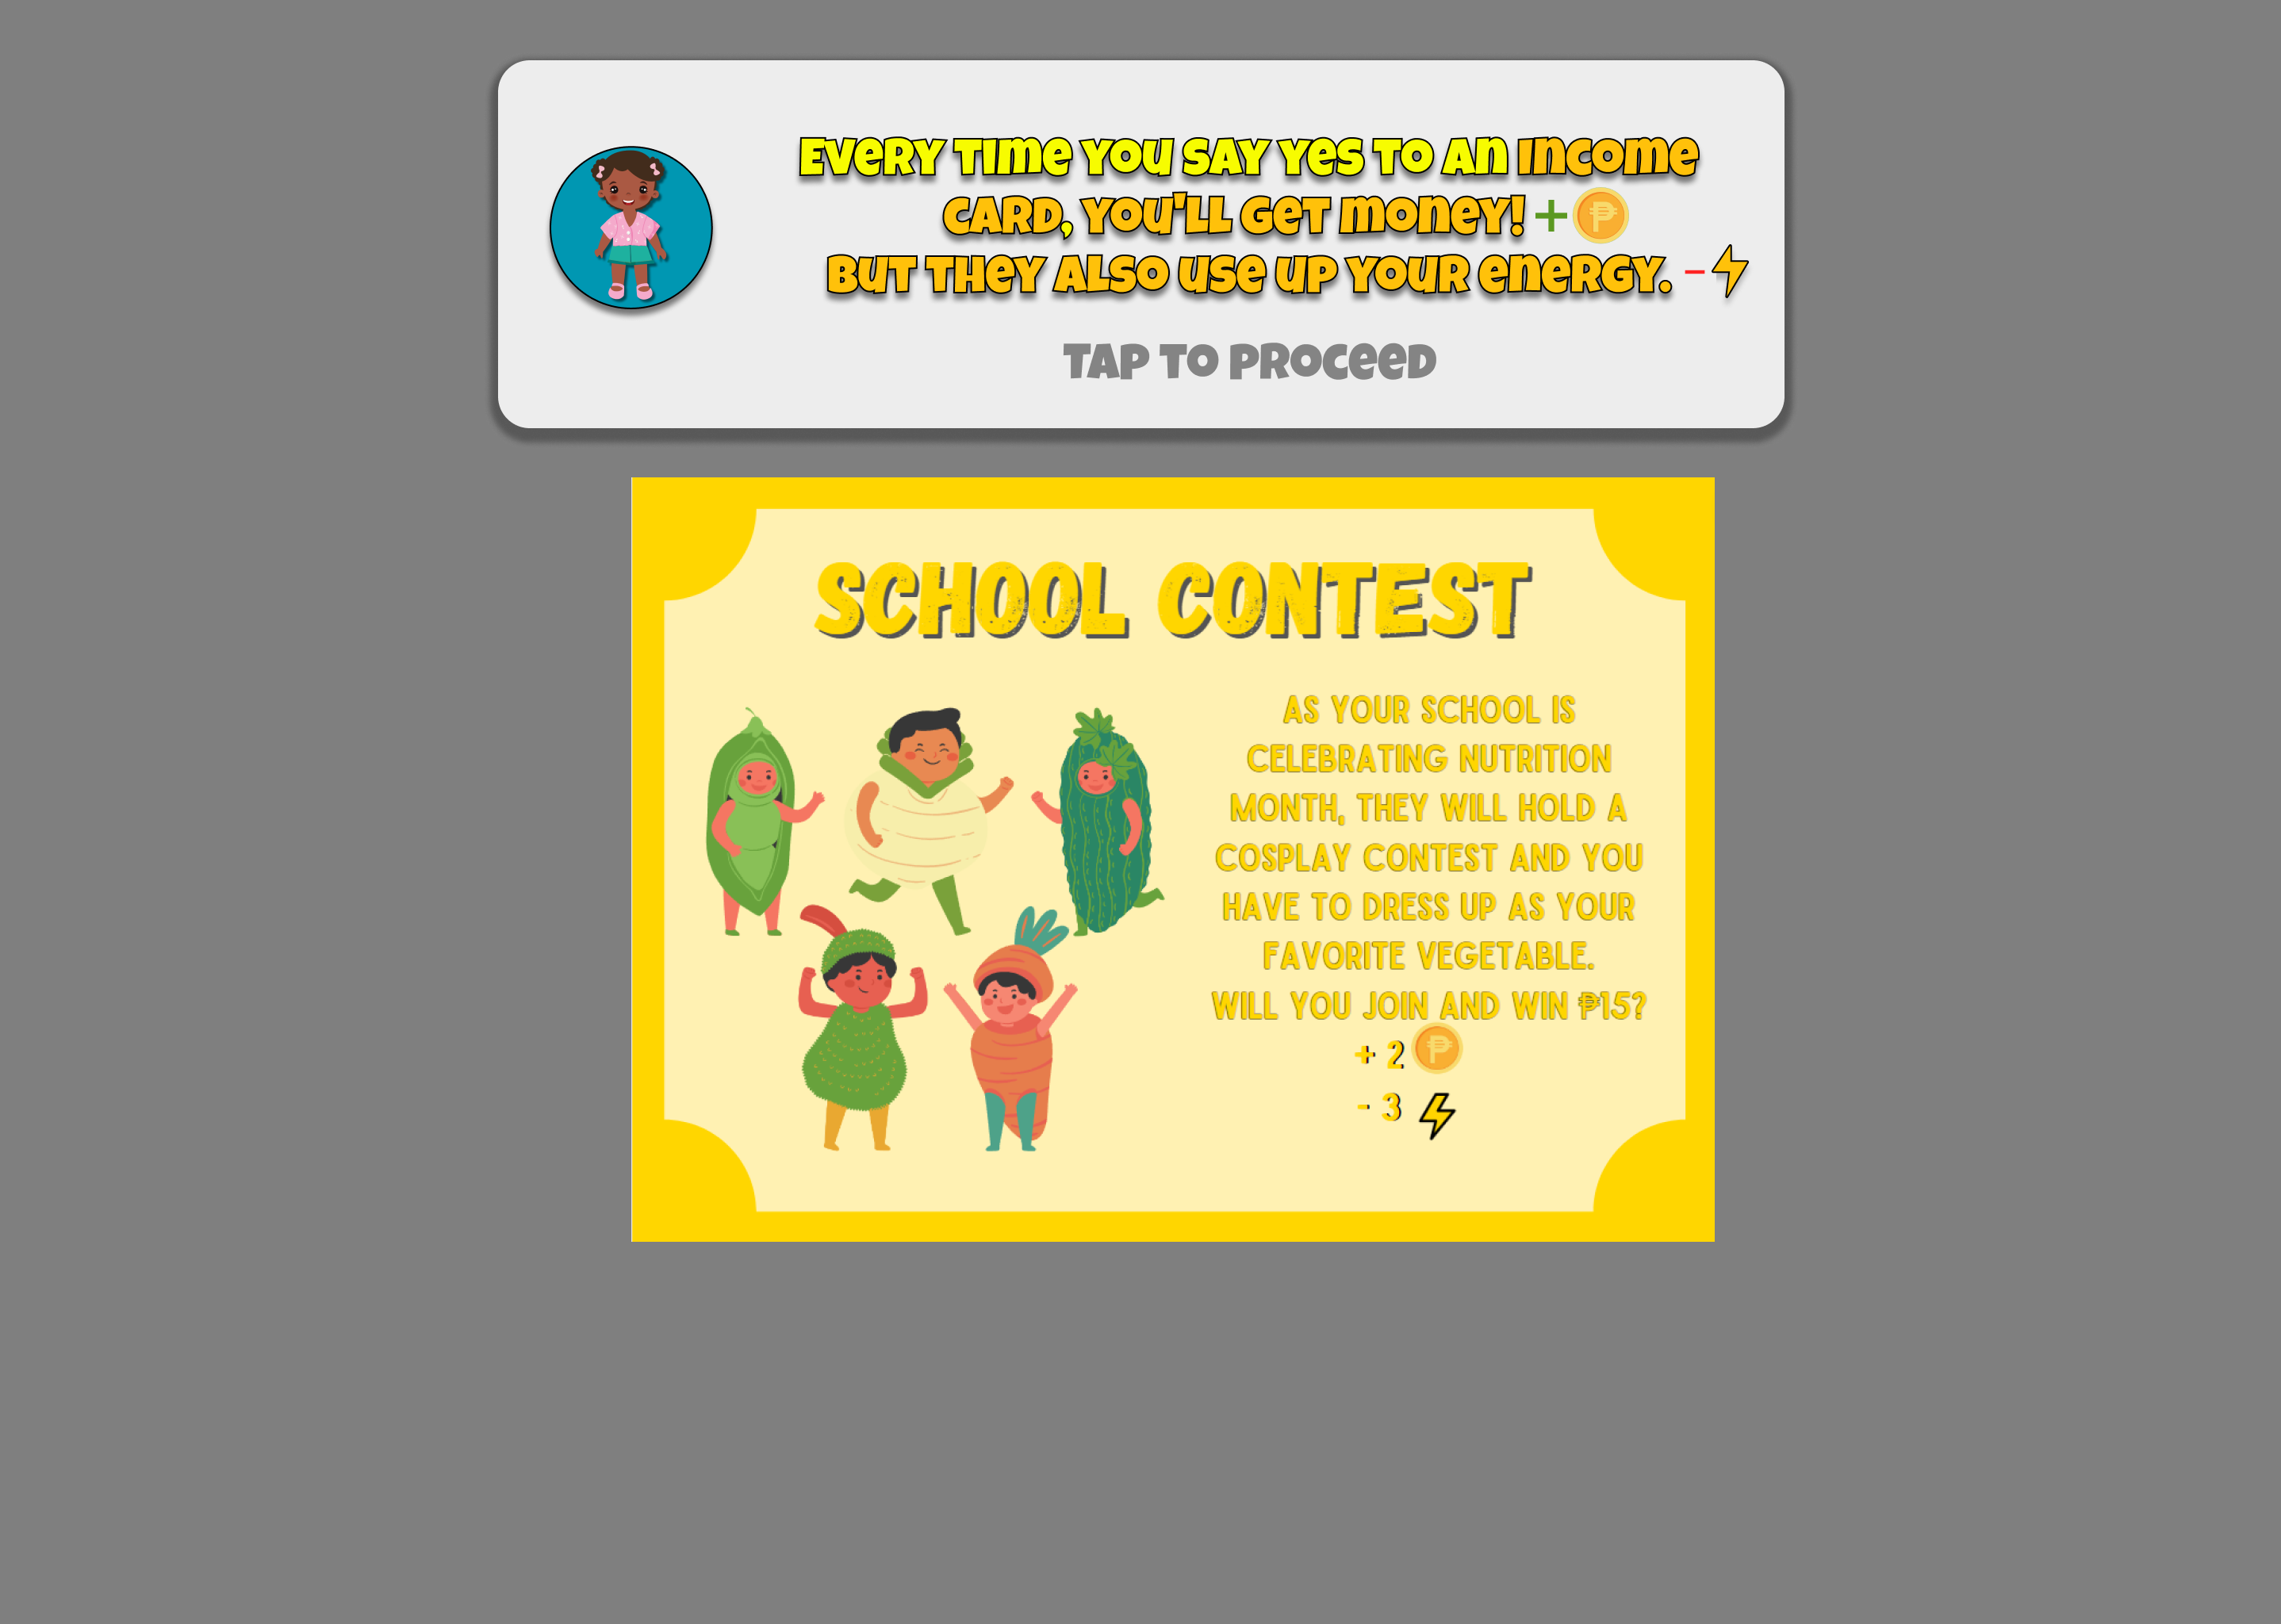 Every time you say yes to an income
card, you'll get money! +₱
But they also use up your energy. -
Tap to proceed
SCHOOL CONTEST
AS YOUR SCHOOL IS
CELEBRATING NUTRITION
MONTH, THEY WILL HOLD A
COSPLAY CONTEST AND YOU
HAVE TO DRESS UP AS YOUR
FAVORITE VEGETABLE.
WILL YOU JOIN AND WIN ₱15?
+ 2 ₱
- 3